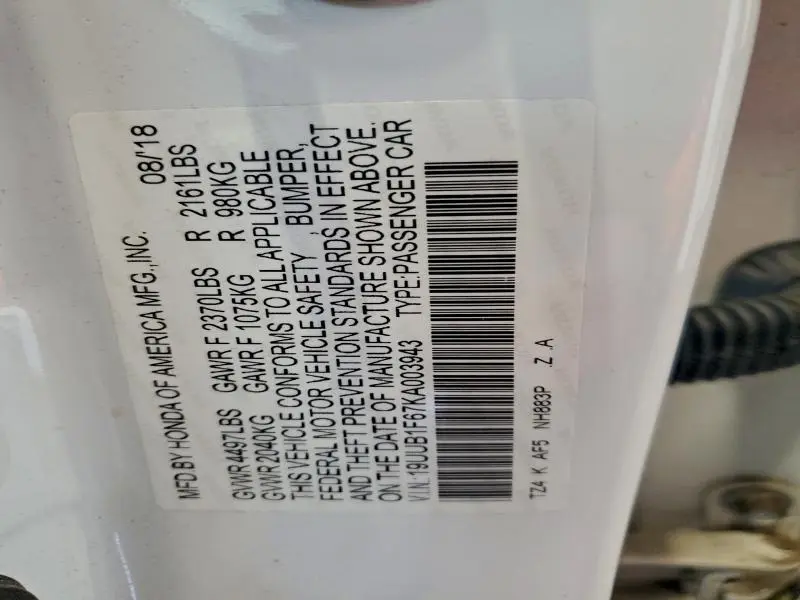 MFD BY HONDA OF AMERICA MFG.,INC. 08/'18
GVWR 4497LBS GAWR F 2370LBS R 2161LBS
GVWR 2040KG GAWR F 1075KG R 980KG
THIS VEHICLE CONFORMS TO ALL APPLICABLE
FEDERAL MOTOR VEHICLE SAFETY , BUMPER,
AND THEFT PREVENTION STANDARDS IN EFFECT
ON THE DATE OF MANUFACTURE SHOWN ABOVE.
V.I.N.:19UUB1F67KA003943 TYPE:PASSENGER CAR
TZ4 K AF5 NH883P .Z .A